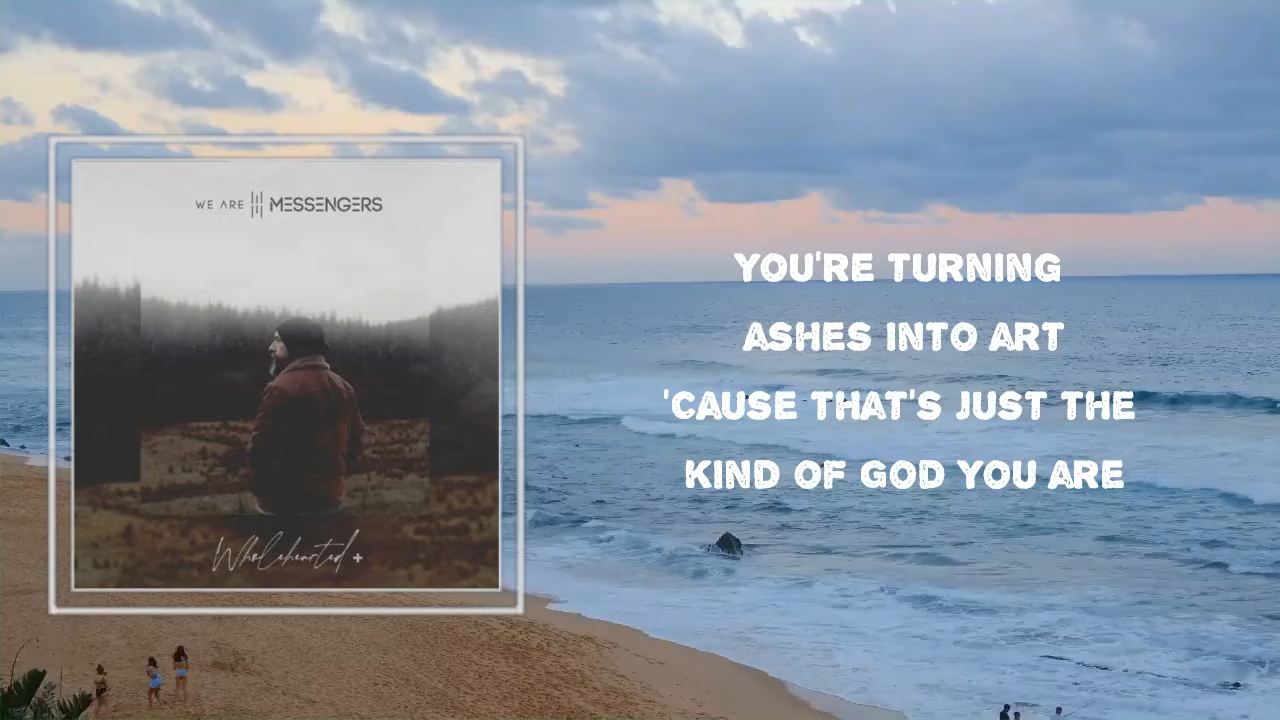 WE ARE MESSENGERS
Wholehearted +
YOU'RE TURNING
ASHES INTO ART
'CAUSE THAT'S JUST THE
KIND OF GOD YOU ARE